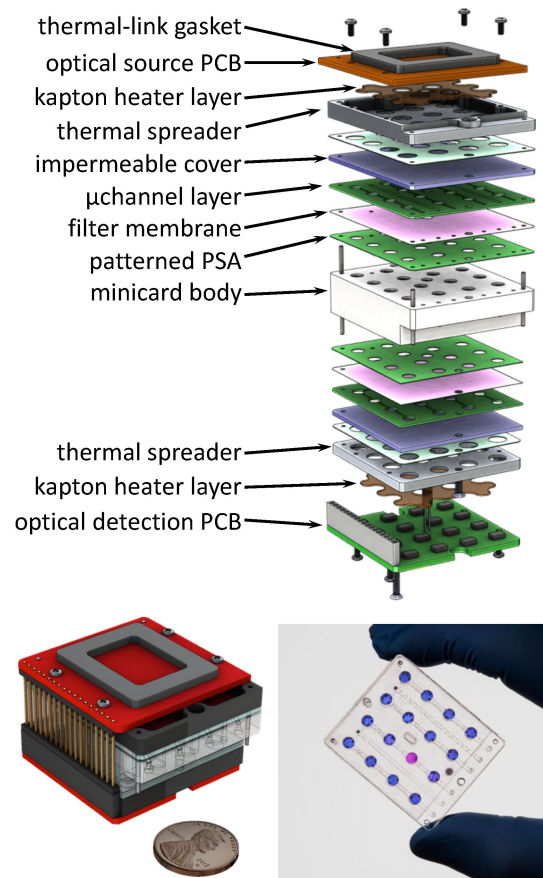 thermal-link gasket
optical source PCB
kapton heater layer
thermal spreader
impermeable cover
µchannel layer
filter membrane
patterned PSA
minicard body
thermal spreader
kapton heater layer
optical detection PCB